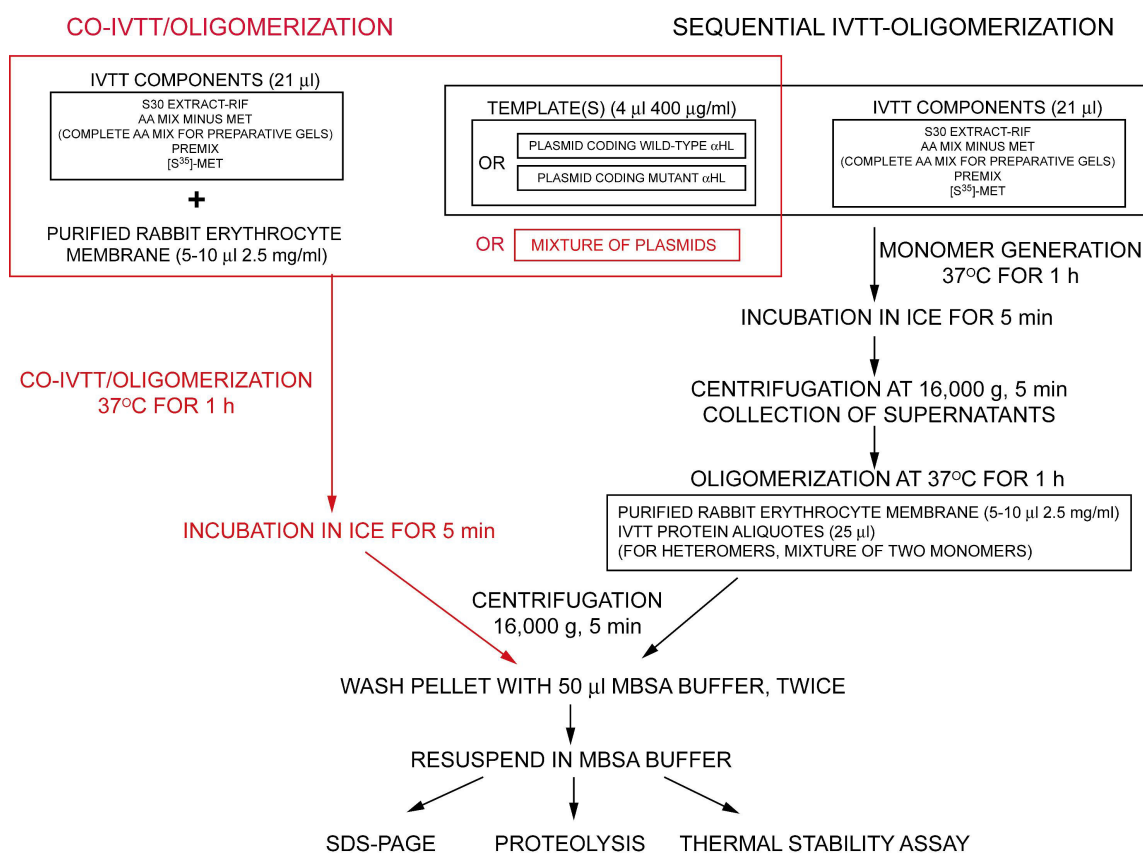 CO-IVTT/OLIGOMERIZATION
SEQUENTIAL IVTT-OLIGOMERIZATION
IVTT COMPONENTS (21 µl)
S30 EXTRACT-RIF
AA MIX MINUS MET
(COMPLETE AA MIX FOR PREPARATIVE GELS)
PREMIX
[S³⁵]-MET
+
PURIFIED RABBIT ERYTHROCYTE
MEMBRANE (5-10 µl 2.5 mg/ml)
TEMPLATE(S) (4 µl 400 µg/ml)
OR
PLASMID CODING WILD-TYPE αHL
PLASMID CODING MUTANT αHL
OR MIXTURE OF PLASMIDS
IVTT COMPONENTS (21 µl)
S30 EXTRACT-RIF
AA MIX MINUS MET
(COMPLETE AA MIX FOR PREPARATIVE GELS)
PREMIX
[S³⁵]-MET
MONOMER GENERATION
37ºC FOR 1 h
INCUBATION IN ICE FOR 5 min
CENTRIFUGATION AT 16,000 g, 5 min
COLLECTION OF SUPERNATANTS
OLIGOMERIZATION AT 37ºC FOR 1 h
PURIFIED RABBIT ERYTHROCYTE MEMBRANE (5-10 µl 2.5 mg/ml)
IVTT PROTEIN ALIQUOTES (25 µl)
(FOR HETEROMERS, MIXTURE OF TWO MONOMERS)
CO-IVTT/OLIGOMERIZATION
37ºC FOR 1 h
INCUBATION IN ICE FOR 5 min
CENTRIFUGATION
16,000 g, 5 min
WASH PELLET WITH 50 µl MBSA BUFFER, TWICE
RESUSPEND IN MBSA BUFFER
SDS-PAGE
PROTEOLYSIS
THERMAL STABILITY ASSAY